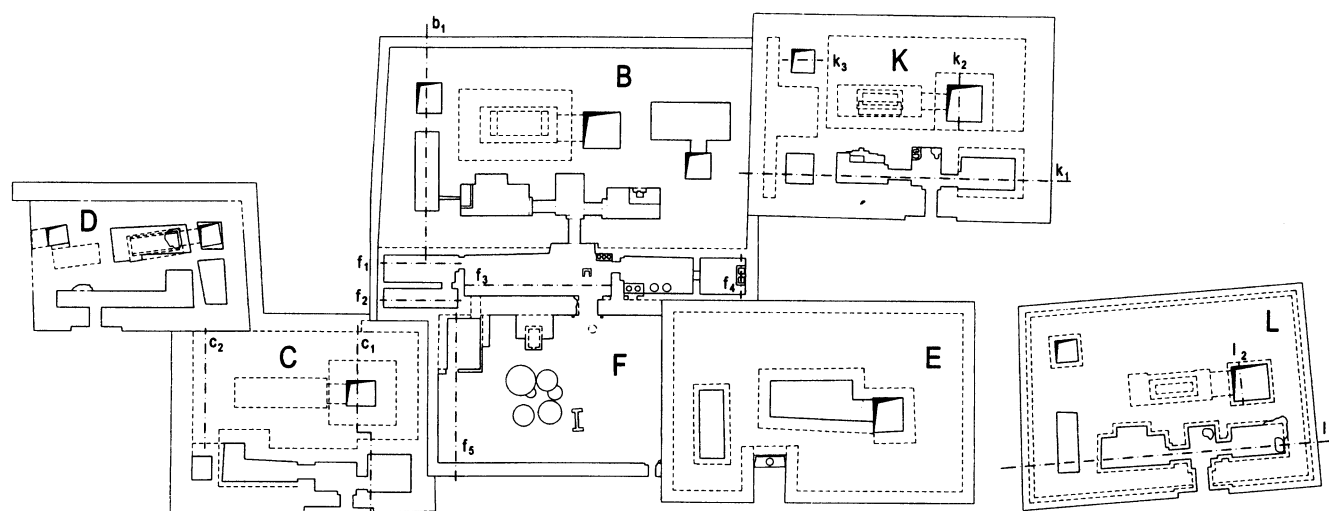 b₁
B
K
k₃
k₂
k₁
D
f₁
f₂
f₃
f₄
c₂
C
c₁
F
f₅
E
L
l₂
l